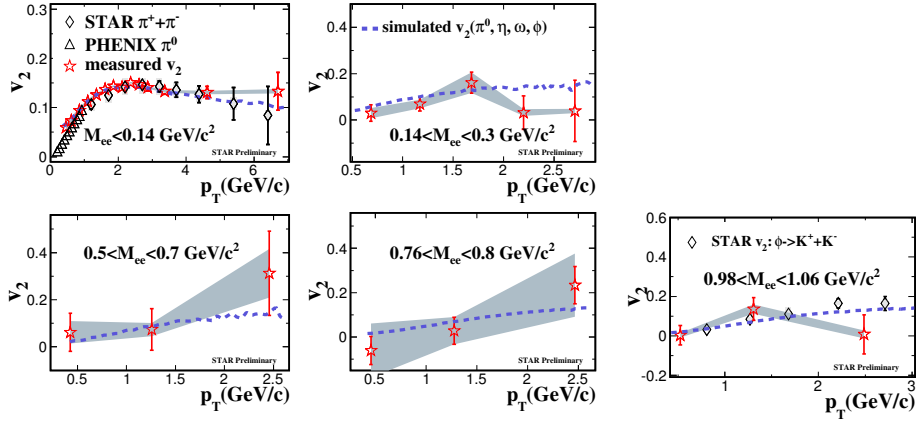 STAR π⁺+π⁻
PHENIX π⁰
measured v₂
v₂
0.2
0.15
0.1
0.05
0
M_ee<0.14 GeV/c²
STAR Preliminary
0 2 4 6
p_T(GeV/c)
simulated v₂(π⁰, η, ω, φ)
v₂
0.4
0.2
0
0.14<M_ee<0.3 GeV/c²
STAR Preliminary
0.5 1 1.5 2 2.5
p_T(GeV/c)
v₂
0.4
0.2
0
0.5<M_ee<0.7 GeV/c²
STAR Preliminary
0.5 1 1.5 2 2.5
p_T(GeV/c)
v₂
0.4
0.2
0
0.76<M_ee<0.8 GeV/c²
STAR Preliminary
0.5 1 1.5 2 2.5
p_T(GeV/c)
v₂
0.6
0.4
0.2
0
-0.2
STAR v₂: φ->K⁺+K⁻
0.98<M_ee<1.06 GeV/c²
STAR Preliminary
1 2 3
p_T(GeV/c)